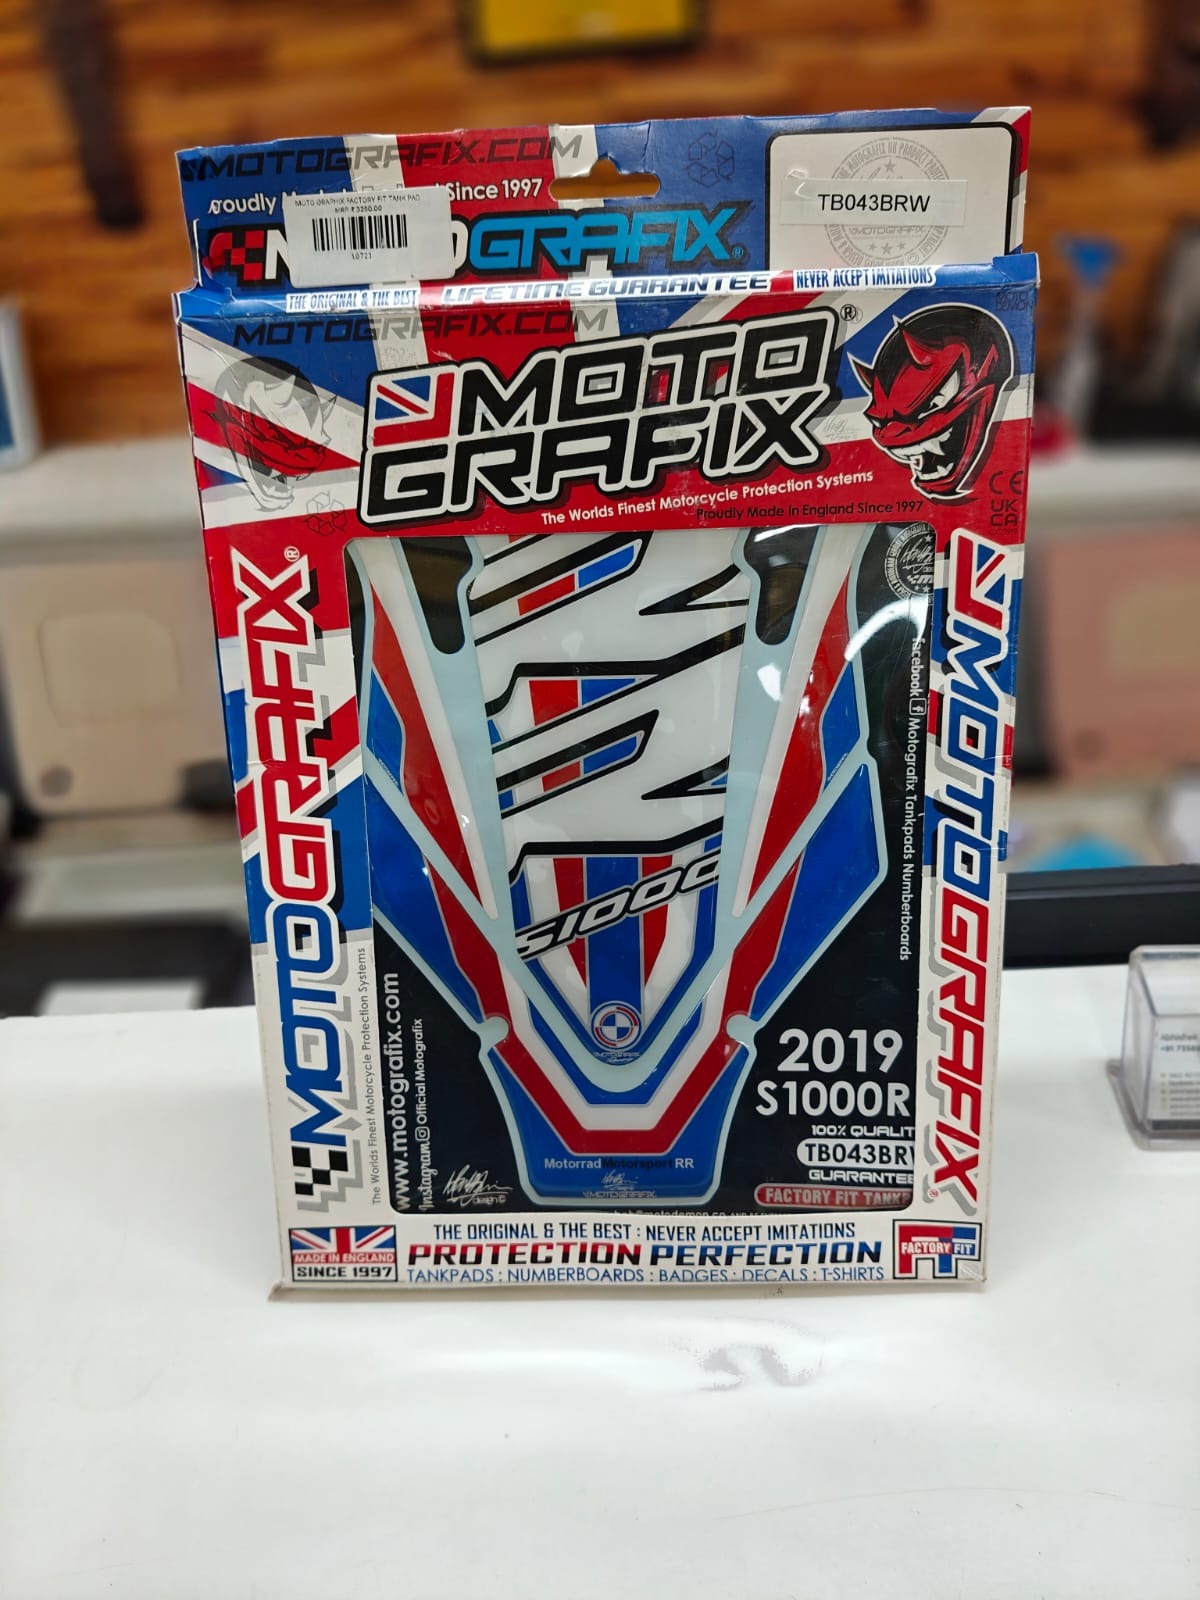 MOTOGRAFIX.COM
Proudly
Since 1997
MOTO GRAPHIX FACTORY FIT TANK PAD
MRP ₹ 3250.00
10721
GRAFIX®
TB043BRW
THE ORIGINAL & THE BEST
LIFETIME GUARANTEE
NEVER ACCEPT IMITATIONS
MOTOGRAFIX.COM
MOTO
GRAFIX
®
The Worlds Finest Motorcycle Protection Systems
Proudly Made In England Since 1997
CE
UK
CA
MOTOGRAFIX®
The Worlds Finest Motorcycle Protection Systems
www.motografix.com
Instagram Official Motografix
facebook f Motografix Tankpads Numberboards
MOTOGRAFIX®
RR
S1000
MOTOGRAFIX
Motorrad Motorsport RR
MOTOGRAFIX
design©
2019
S1000R
100% QUALIT
TB043BRW
GUARANTEE
FACTORY FIT TANKP
MADE IN ENGLAND
SINCE 1997
THE ORIGINAL & THE BEST : NEVER ACCEPT IMITATIONS
PROTECTION PERFECTION
TANKPADS : NUMBERBOARDS : BADGES : DECALS : T-SHIRTS
FACTORY FIT